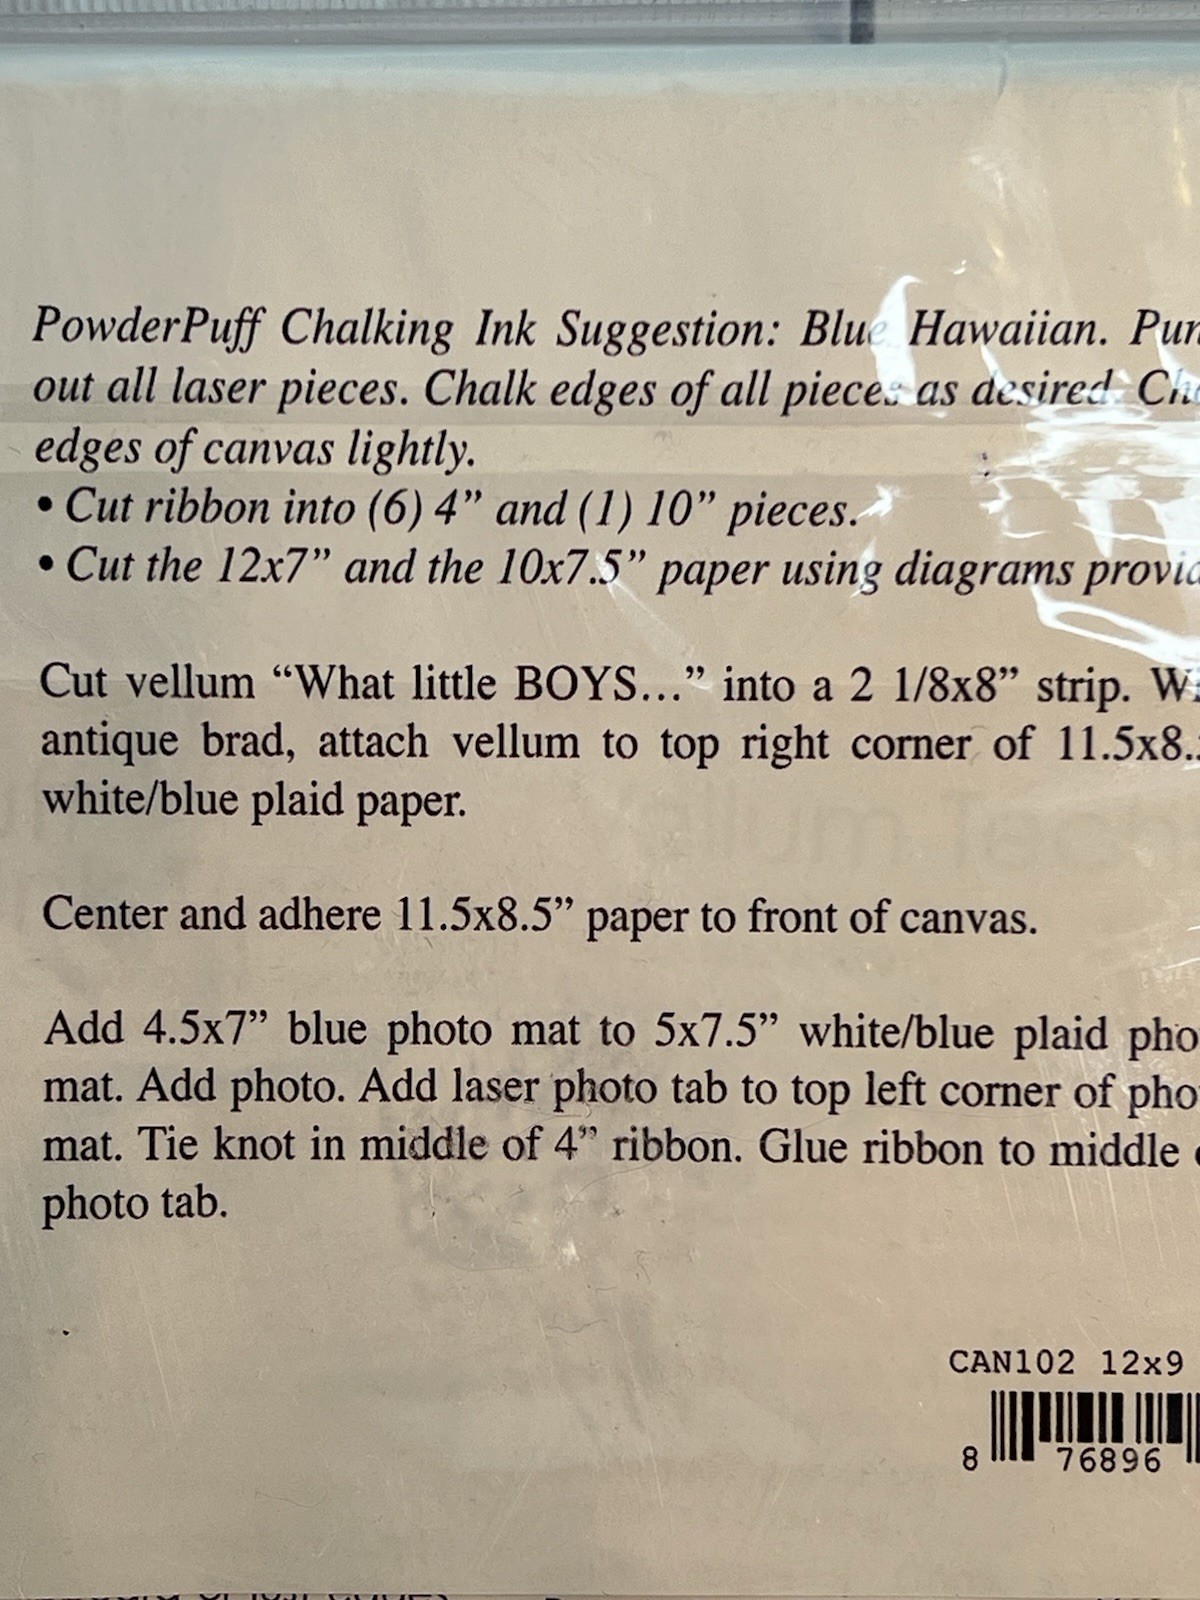 PowderPuff Chalking Ink Suggestion: Blue Hawaiian.
out all laser pieces. Chalk edges of all pieces as desired.
edges of canvas lightly.
• Cut ribbon into (6) 4” and (1) 10” pieces.
• Cut the 12x7” and the 10x7.5” paper using diagrams
Cut vellum “What little BOYS...” into a 2 1/8x8” strip.
antique brad, attach vellum to top right corner of
white/blue plaid paper.
Center and adhere 11.5x8.5” paper to front of canvas.
Add 4.5x7” blue photo mat to 5x7.5” white/blue plaid
mat. Add photo. Add laser photo tab to top left corner of
mat. Tie knot in middle of 4” ribbon. Glue ribbon to middle
photo tab.
CAN102 12x9
8 76896